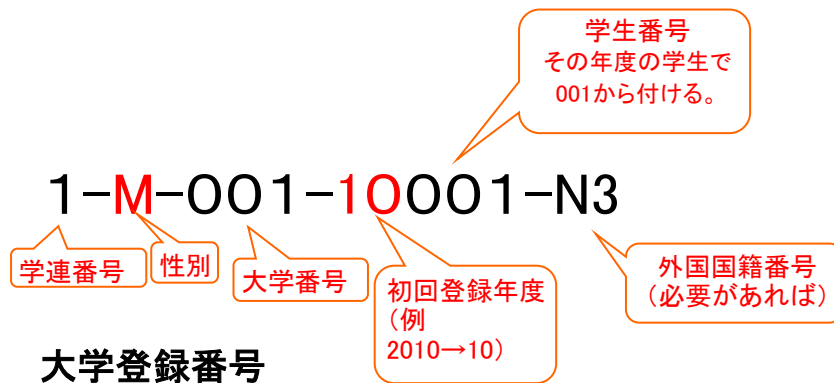 学生番号
その年度の学生で
001から付ける。
1-M-001-10001-N3
学連番号
性別
大学番号
初回登録年度
(例
2010→10)
外国国籍番号
(必要があれば)
大学登録番号